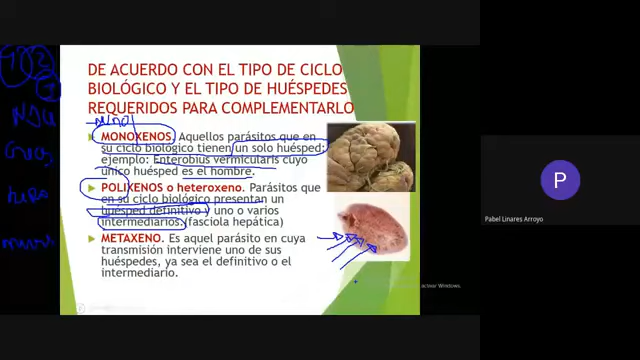 DE ACUERDO CON EL TIPO DE CICLO
BIOLÓGICO Y EL TIPO DE HUÉSPEDES
REQUERIDOS PARA COMPLEMENTARLO
MONOXENOS. Aquellos parásitos que en
su ciclo biológico tienen un solo huésped;
ejemplo: Enterobius vermicularis cuyo
único huésped es el hombre.
POLIXENOS o heteroxeno. Parásitos que
en su ciclo biológico presentan un
huésped definitivo y uno o varios
intermediarios.(fasciola hepática)
METAXENO. Es aquel parásito en cuya
transmisión interviene uno de sus
huéspedes, ya sea el definitivo o el
intermediario.
P
Pabel Linares Arroyo
activar Windows.